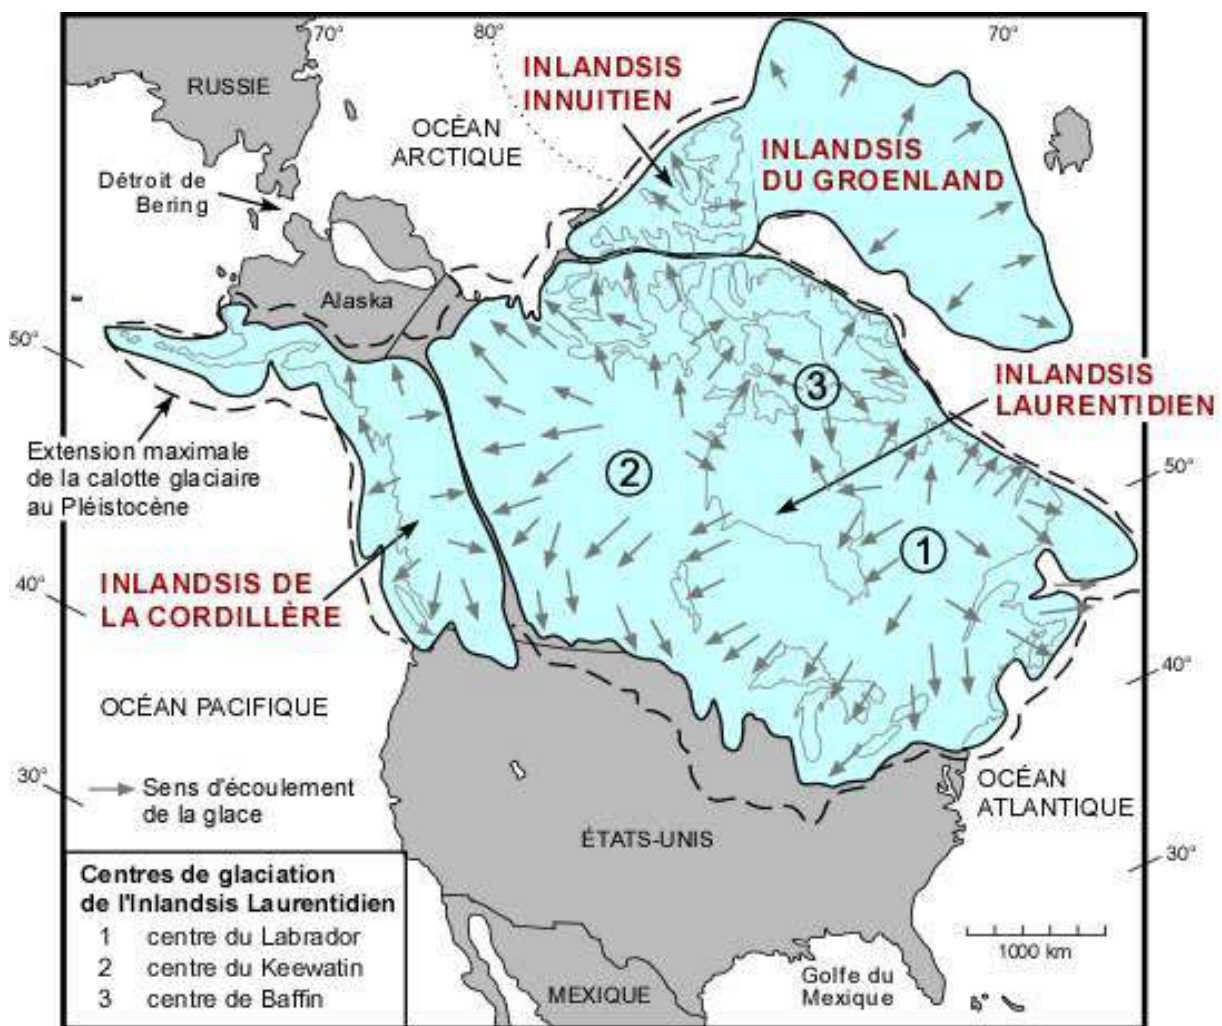 70°
80°
70°
RUSSIE
OCÉAN
ARCTIQUE
INLANDSIS
INNUITIEN
INLANDSIS
DU GROENLAND
Détroit de
Bering
Alaska
50°
INLANDSIS
LAURENTIDIEN
3
2
1
Extension maximale
de la calotte glaciaire
au Pléistocène
50°
INLANDSIS DE
LA CORDILLÈRE
40°
40°
OCÉAN PACIFIQUE
30°
Sens d'écoulement
de la glace
OCÉAN
ATLANTIQUE
ÉTATS-UNIS
30°
Centres de glaciation
de l'Inlandsis Laurentidien
1 centre du Labrador
2 centre du Keewatin
3 centre de Baffin
MEXIQUE
Golfe du
Mexique
1000 km